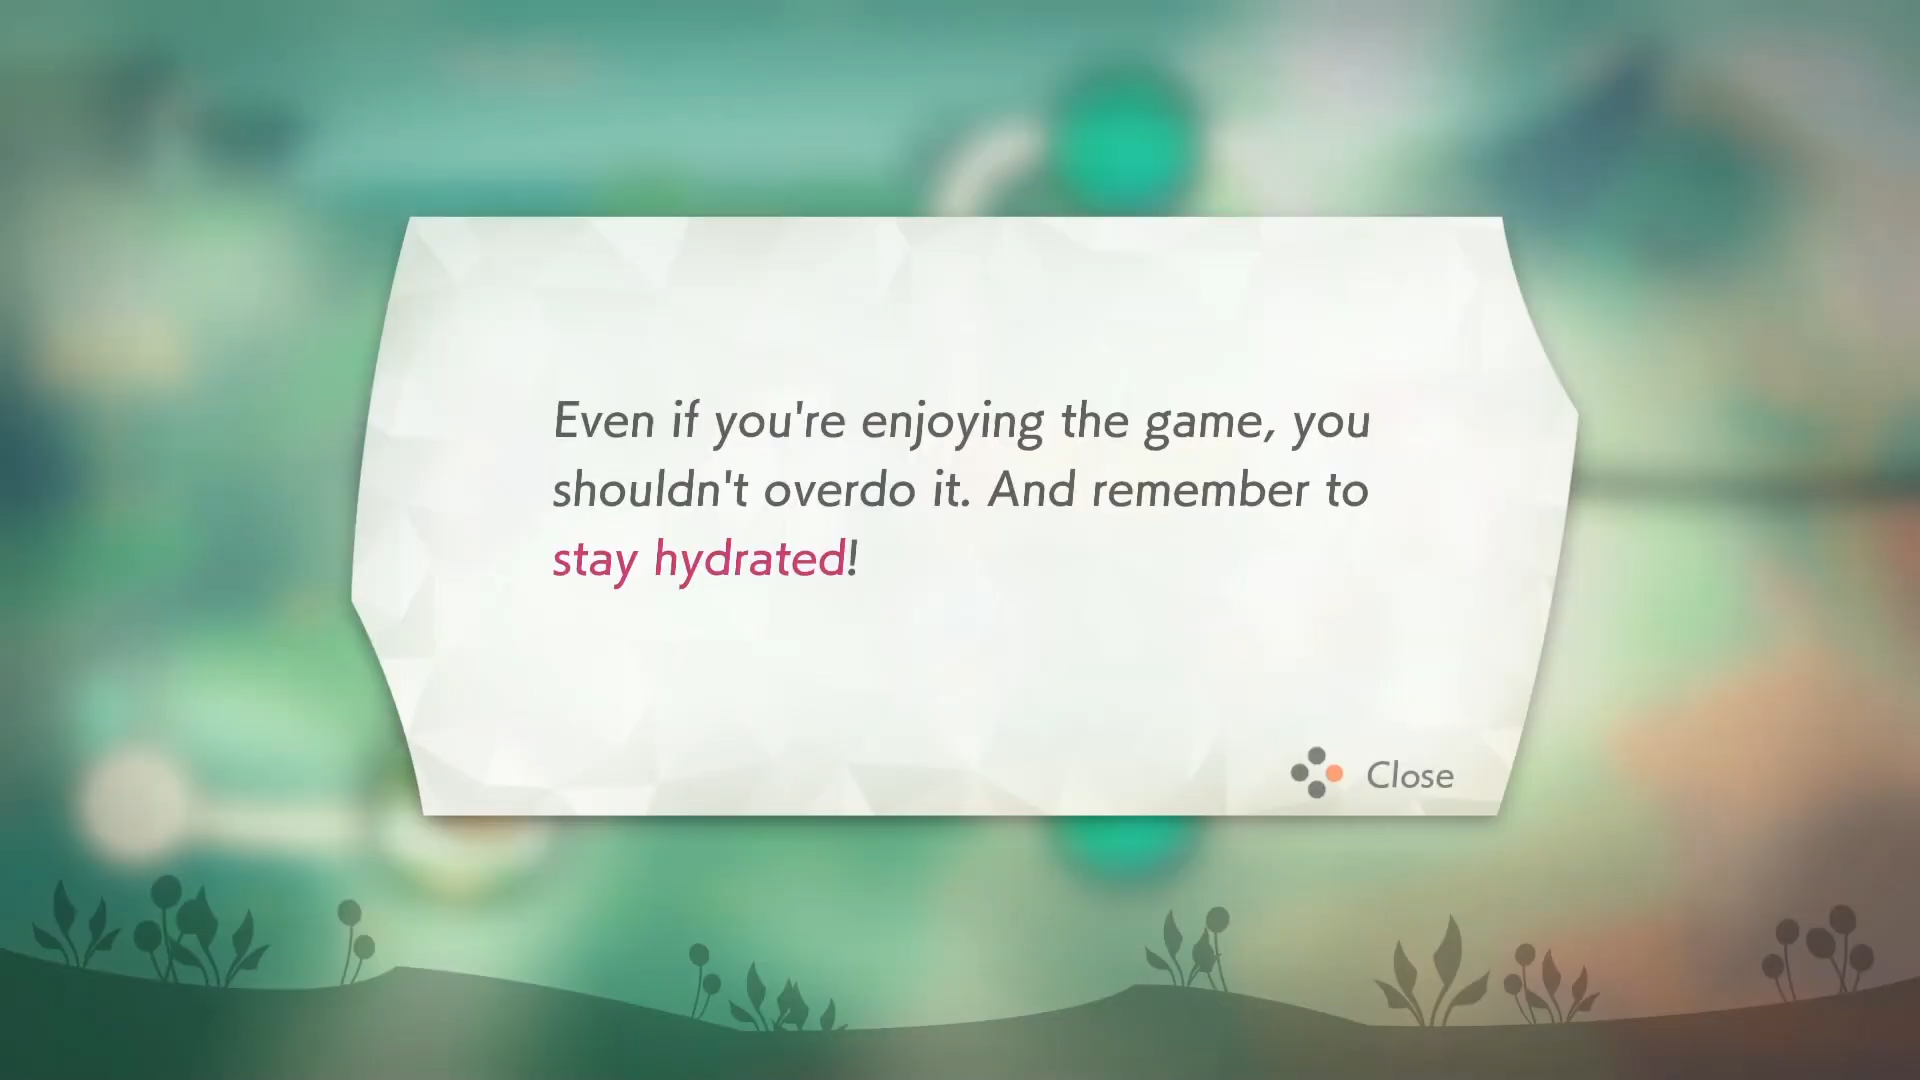 Even if you're enjoying the game, you
shouldn't overdo it. And remember to
stay hydrated!
Close